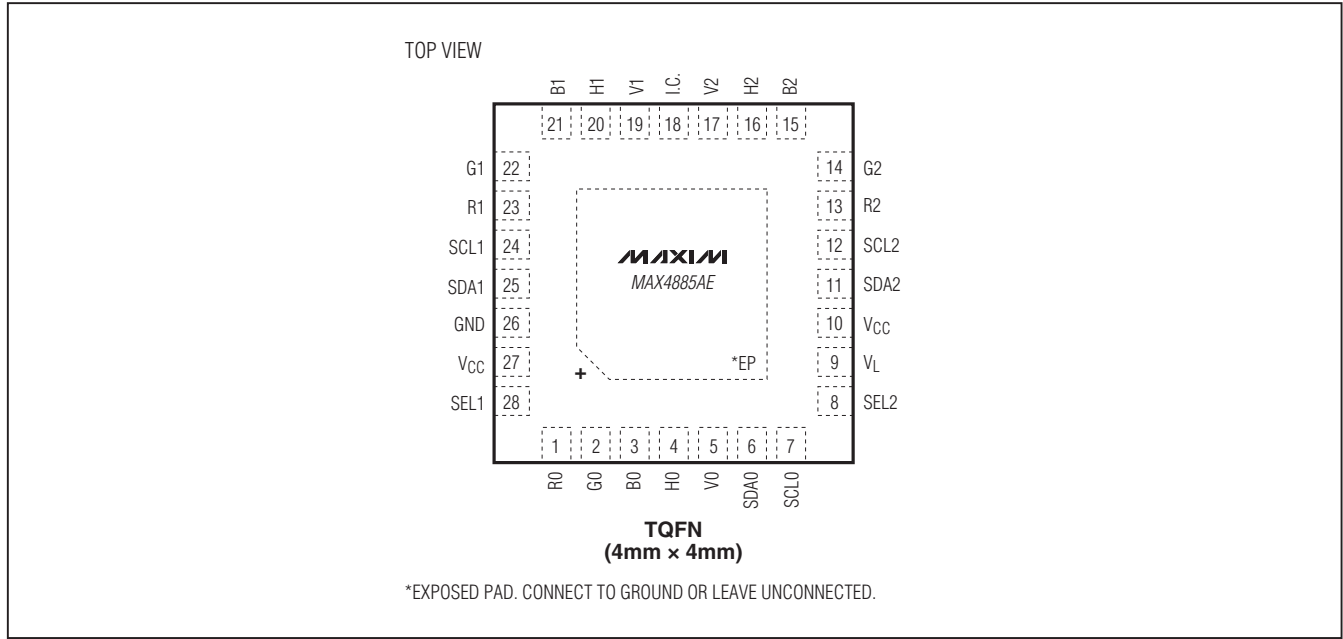 TOP VIEW
B1 H1 V1 I.C. V2 H2 B2
21 20 19 18 17 16 15
G1 22 14 G2
R1 23 13 R2
SCL1 24 12 SCL2
SDA1 25 11 SDA2
GND 26 10 VCC
VCC 27 9 VL
SEL1 28 8 SEL2
MAXIM
MAX4885AE
*EP
+
1 2 3 4 5 6 7
R0 G0 B0 H0 V0 SDA0 SCL0
TQFN
(4mm × 4mm)
*EXPOSED PAD. CONNECT TO GROUND OR LEAVE UNCONNECTED.